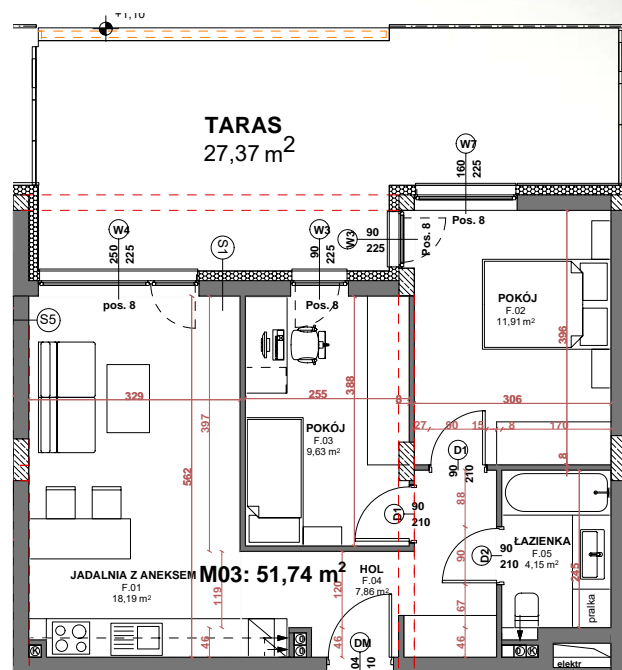 +1,10
TARAS
27,37 m²
W7
160
225
W4
250
225
S1
W3
90
225
W3
90
225
Pos. 8
Pos. 8
pos. 8
Pos. 8
S5
POKÓJ
F.02
11,91 m²
396
329
397
255
388
8
306
562
POKÓJ
F.03
9,63 m²
27
90
15
8
170
D1
90
210
8
88
D1
90
210
D2
90
210
90
ŁAZIENKA
F.05
4,15 m²
245
JADALNIA Z ANEKSEM
F.01
18,19 m²
M03: 51,74 m²
HOL
F.04
7,86 m²
119
120
67
pralka
46
46
46
DM
04
10
elektr